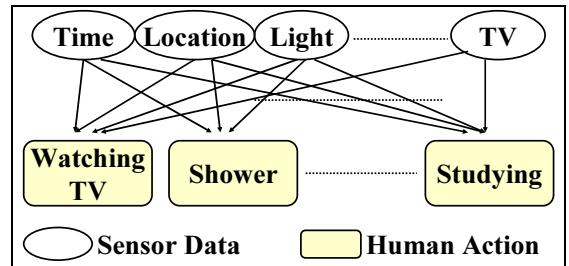 Time Location Light TV
Watching
TV
Shower
Studying
Sensor Data Human Action